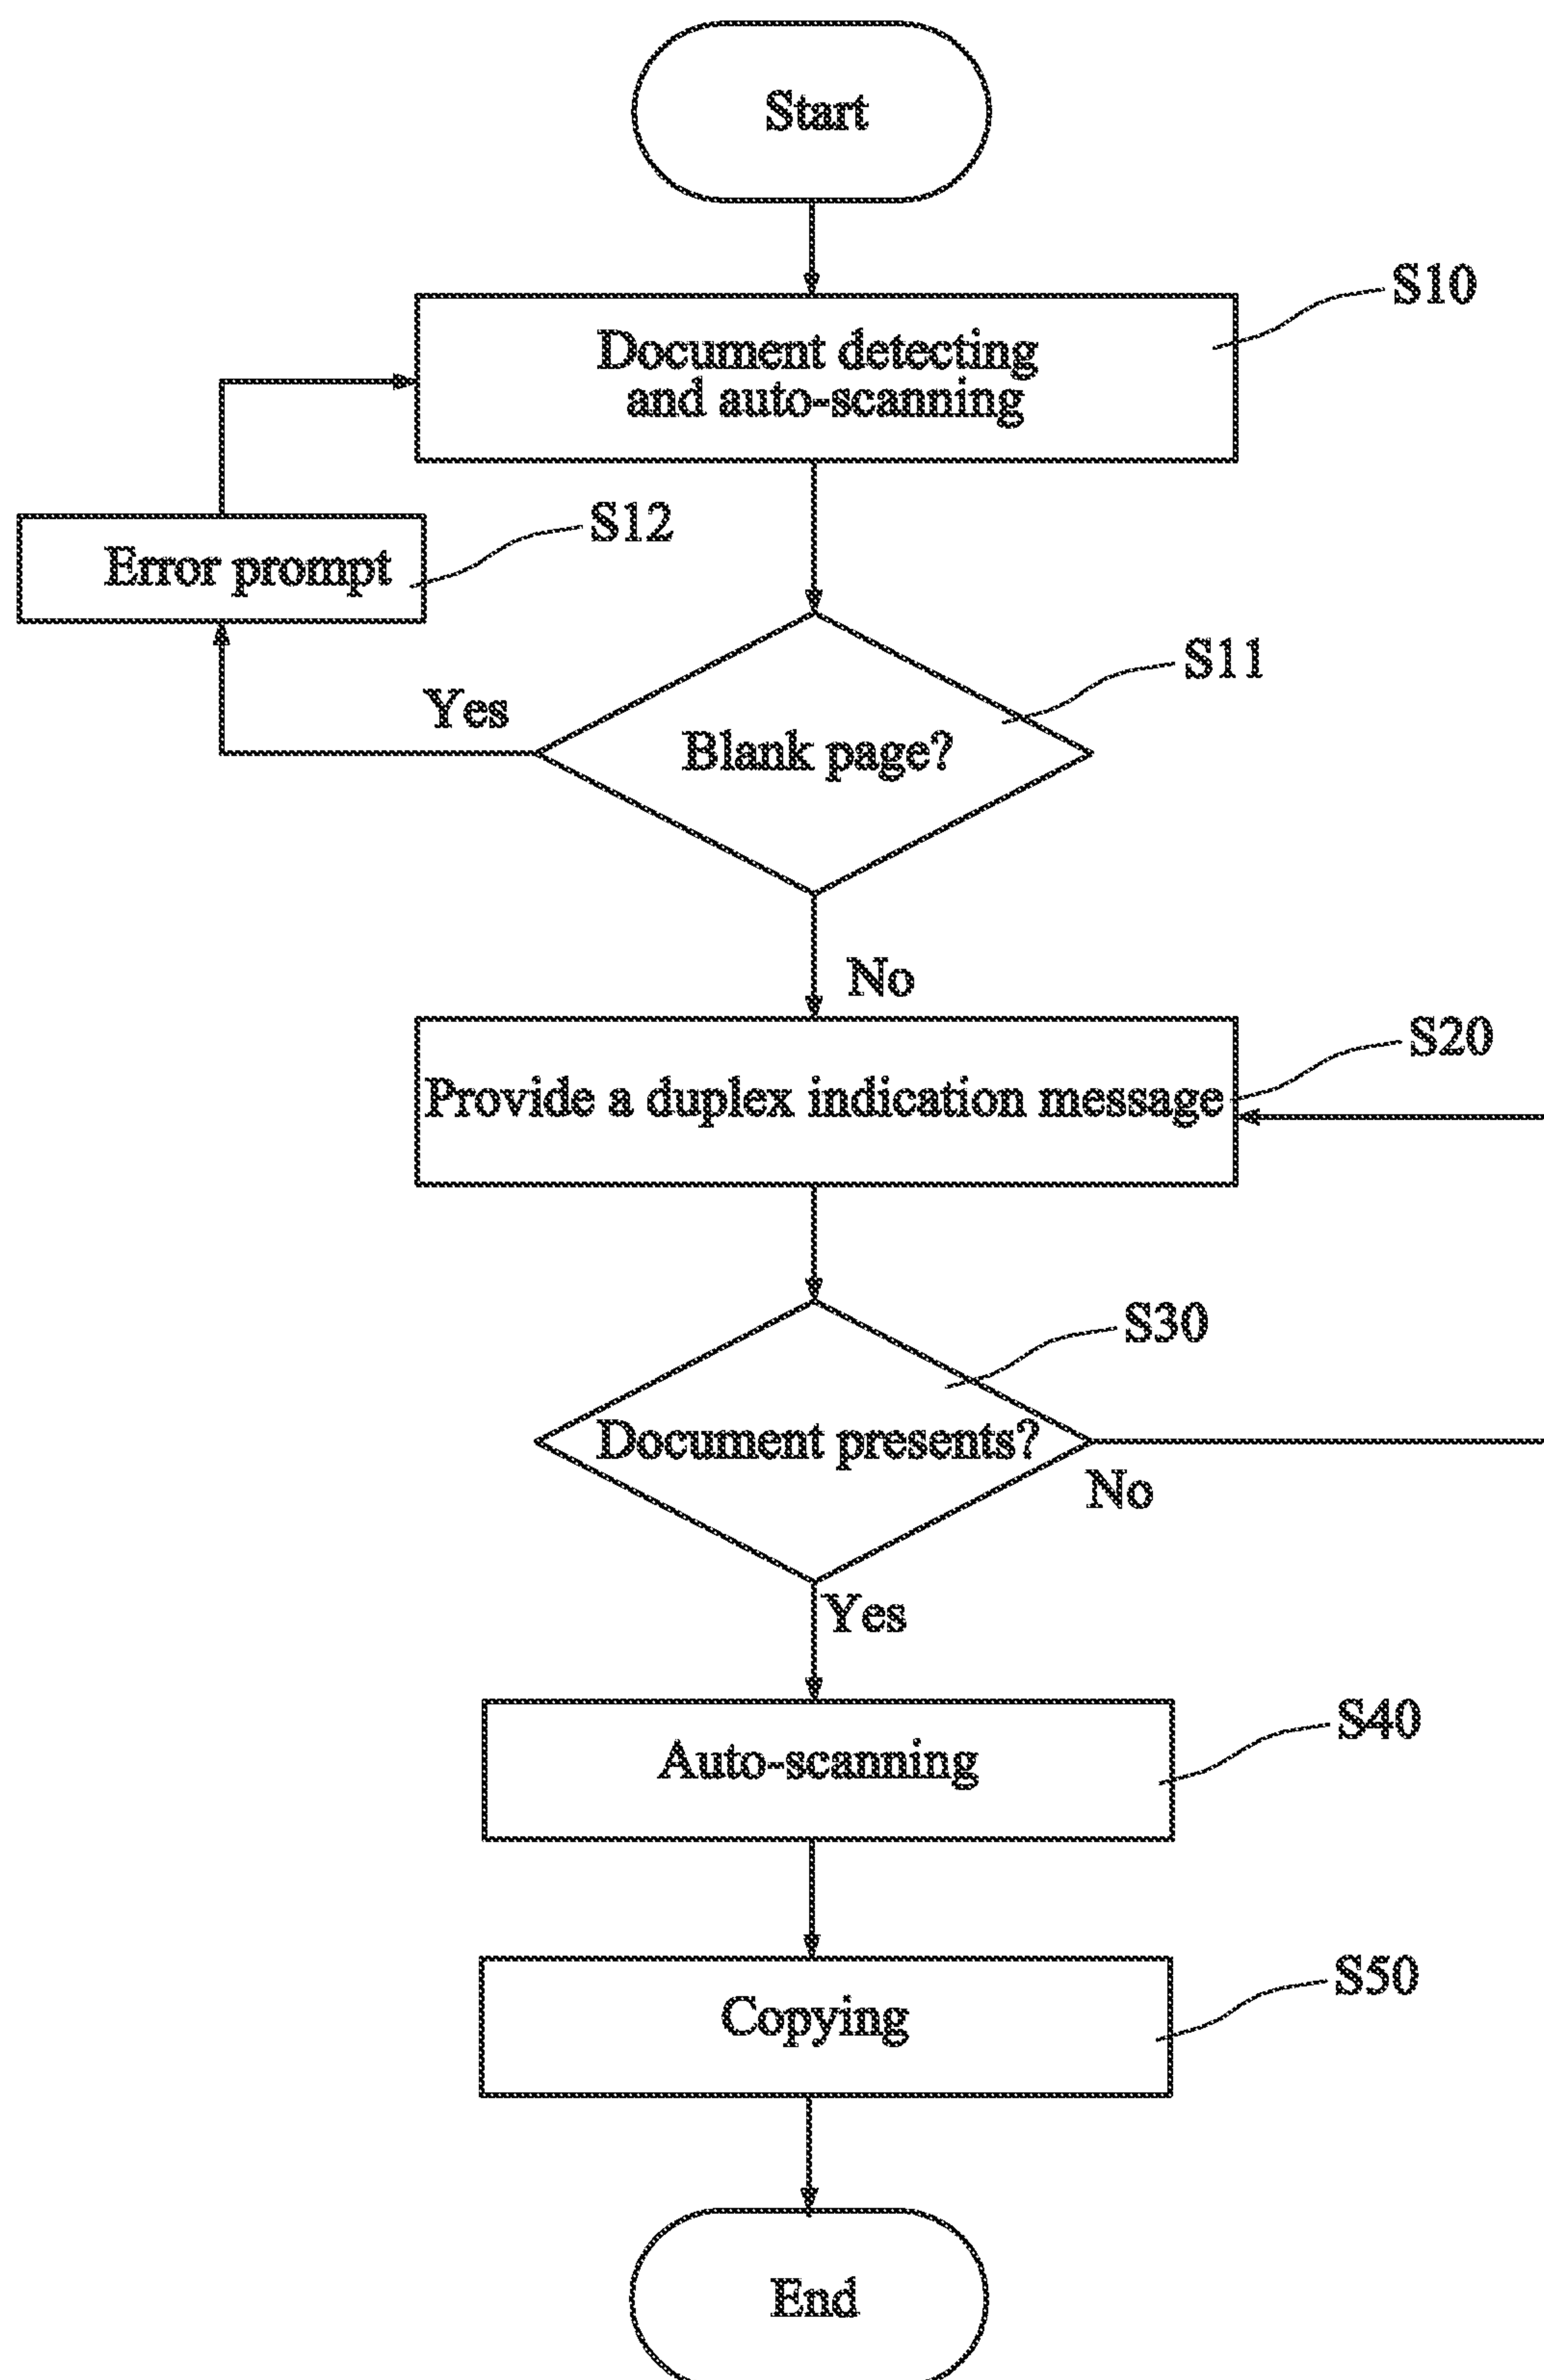 Start
S10
Document detecting
and auto-scanning
S12
Error prompt
S11
Yes
Blank page?
No
S20
Provide a duplex indication message
S30
Document presents?
No
Yes
S40
Auto-scanning
S50
Copying
End